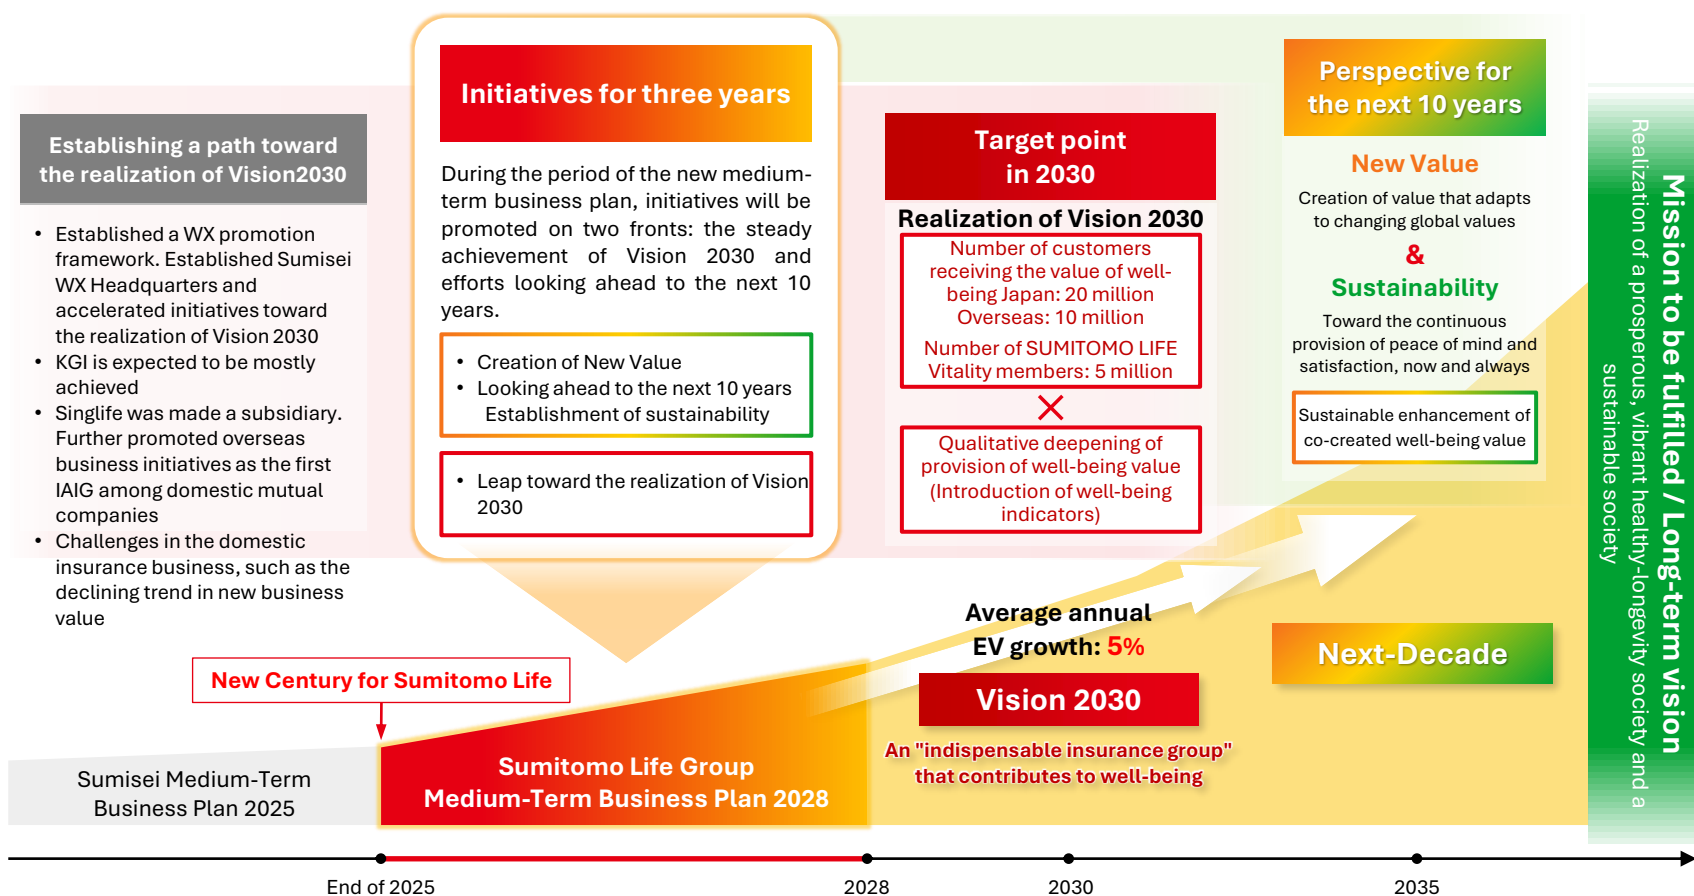 Establishing a path toward
the realization of Vision2030
• Established a WX promotion
framework. Established Sumisei
WX Headquarters and
accelerated initiatives toward
the realization of Vision 2030
• KGI is expected to be mostly
achieved
• Singlife was made a subsidiary.
Further promoted overseas
business initiatives as the first
IAIG among domestic mutual
companies
• Challenges in the domestic
insurance business, such as the
declining trend in new business
value
Initiatives for three years
During the period of the new medium-
term business plan, initiatives will be
promoted on two fronts: the steady
achievement of Vision 2030 and
efforts looking ahead to the next 10
years.
• Creation of New Value
• Looking ahead to the next 10 years
Establishment of sustainability
• Leap toward the realization of Vision
2030
Target point
in 2030
Realization of Vision 2030
Number of customers
receiving the value of well-
being Japan: 20 million
Overseas: 10 million
Number of SUMITOMO LIFE
Vitality members: 5 million
×
Qualitative deepening of
provision of well-being value
(Introduction of well-being
indicators)
Perspective for
the next 10 years
New Value
Creation of value that adapts
to changing global values
&
Sustainability
Toward the continuous
provision of peace of mind and
satisfaction, now and always
Sustainable enhancement of
co-created well-being value
Mission to be fulfilled / Long-term vision
Realization of a prosperous, vibrant healthy-longevity society and a
sustainable society
New Century for Sumitomo Life
Average annual
EV growth: 5%
Vision 2030
An "indispensable insurance group"
that contributes to well-being
Next-Decade
Sumisei Medium-Term
Business Plan 2025
Sumitomo Life Group
Medium-Term Business Plan 2028
End of 2025
2028
2030
2035